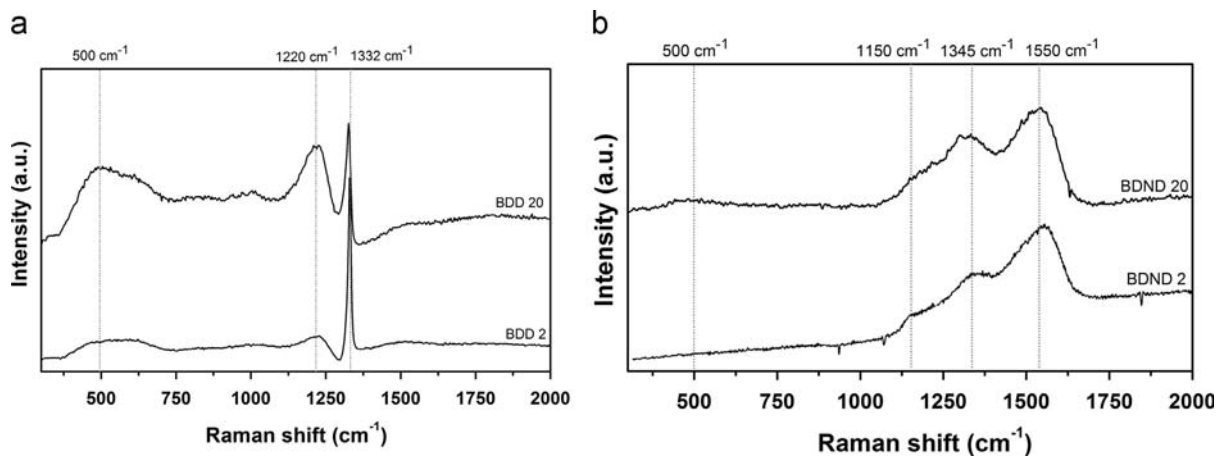 a
500 cm⁻¹ 1220 cm⁻¹ 1332 cm⁻¹
Intensity (a.u.)
BDD 20
BDD 2
500 750 1000 1250 1500 1750 2000
Raman shift (cm⁻¹)
b
500 cm⁻¹ 1150 cm⁻¹ 1345 cm⁻¹ 1550 cm⁻¹
Intensity (a.u.)
BDND 20
BDND 2
500 750 1000 1250 1500 1750 2000
Raman shift (cm⁻¹)